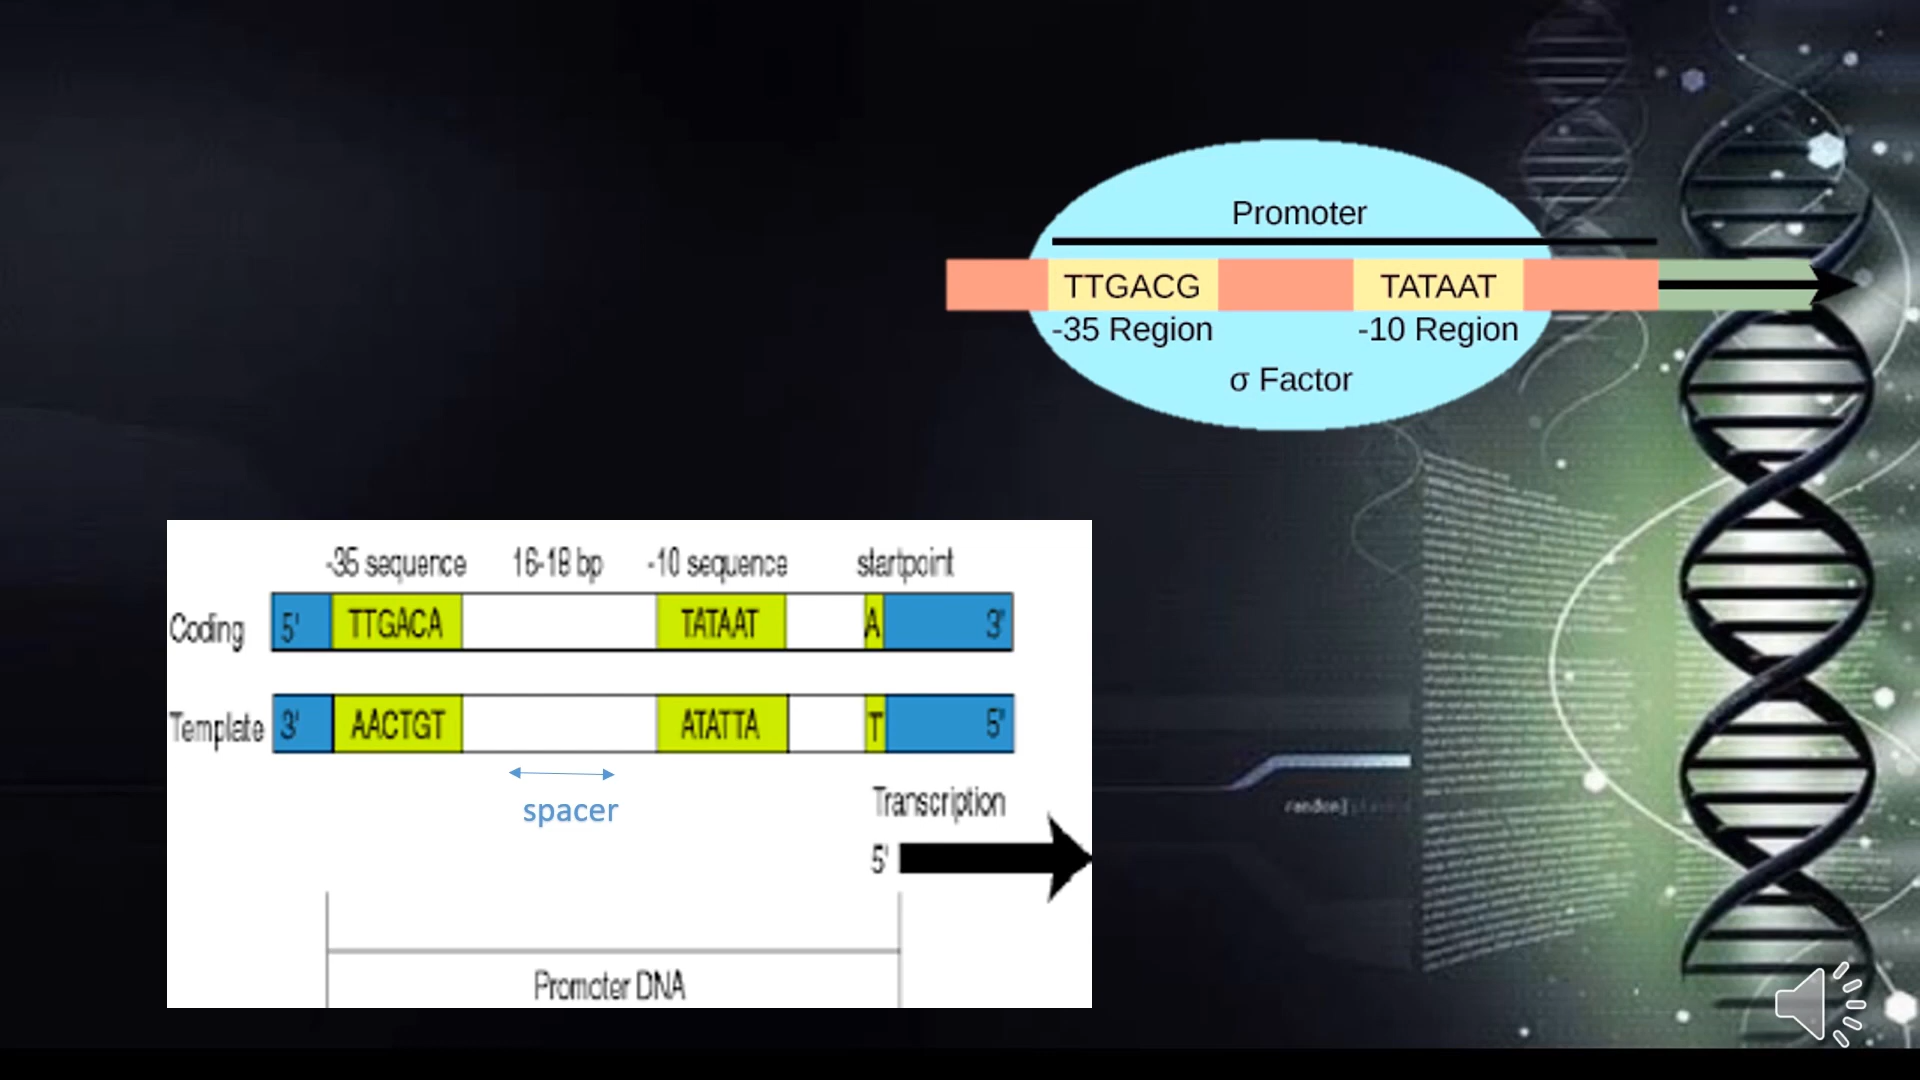 Promoter
TTGACG TATAAT
-35 Region -10 Region
σ Factor
-35 sequence 16-18 bp -10 sequence startpoint
Coding 5' TTGACA TATAAT A 3'
Template 3' AACTGT ATATTA T 5'
spacer
Transcription
5'
Promoter DNA